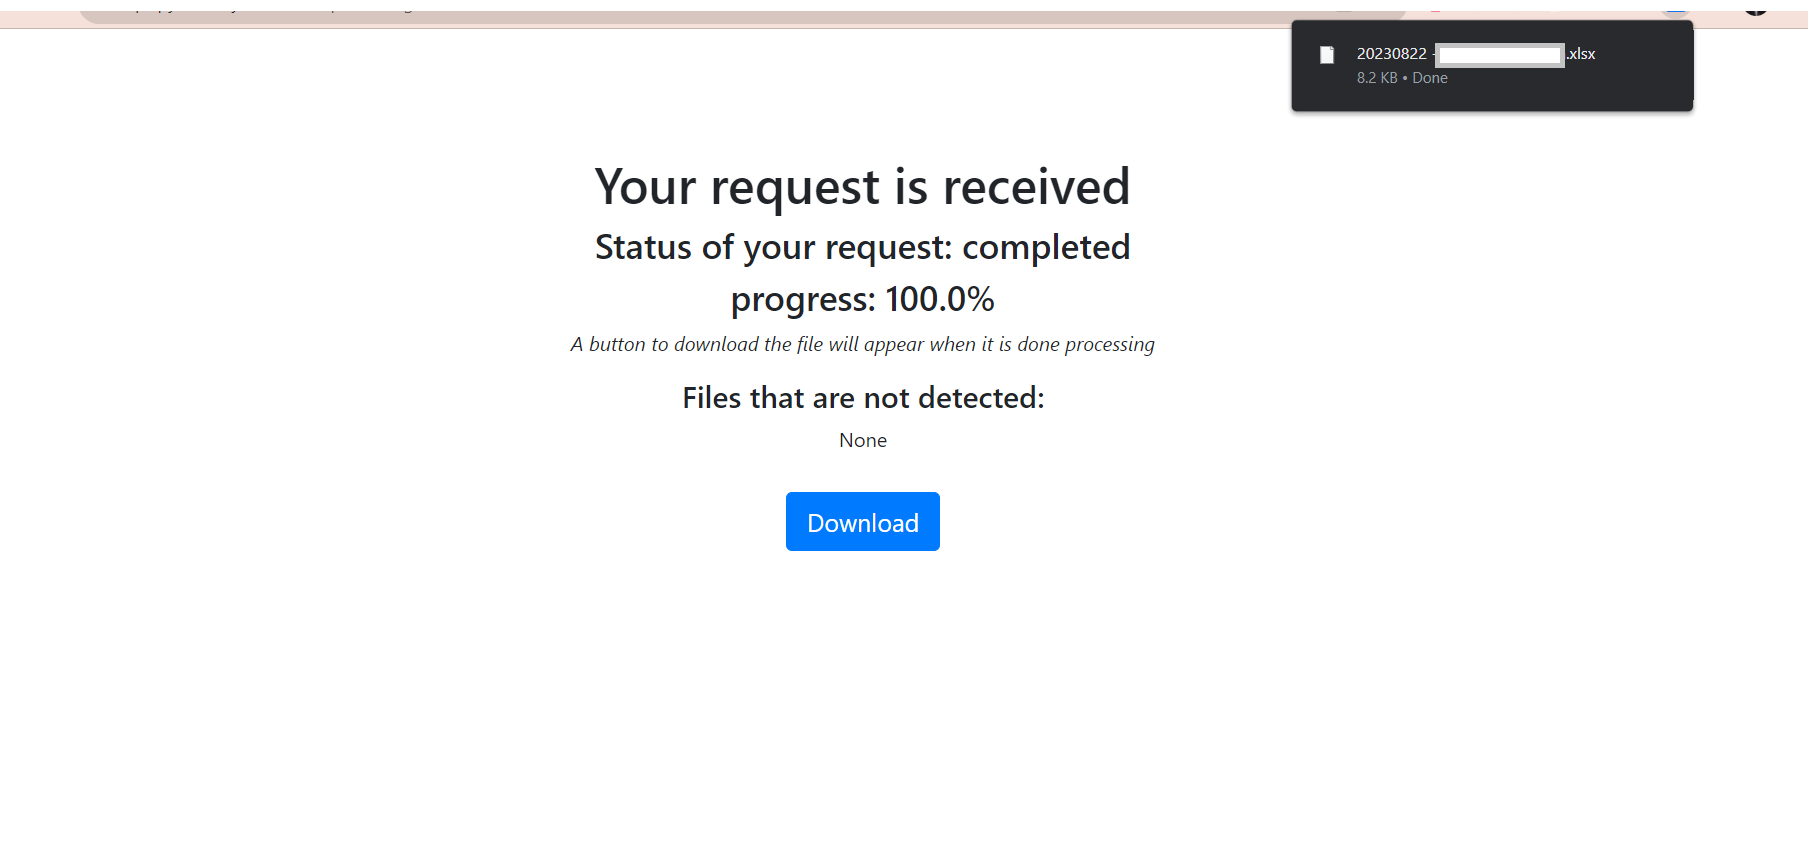 20230822 - .xlsx
8.2 KB • Done
Your request is received
Status of your request: completed
progress: 100.0%
A button to download the file will appear when it is done processing
Files that are not detected:
None
Download